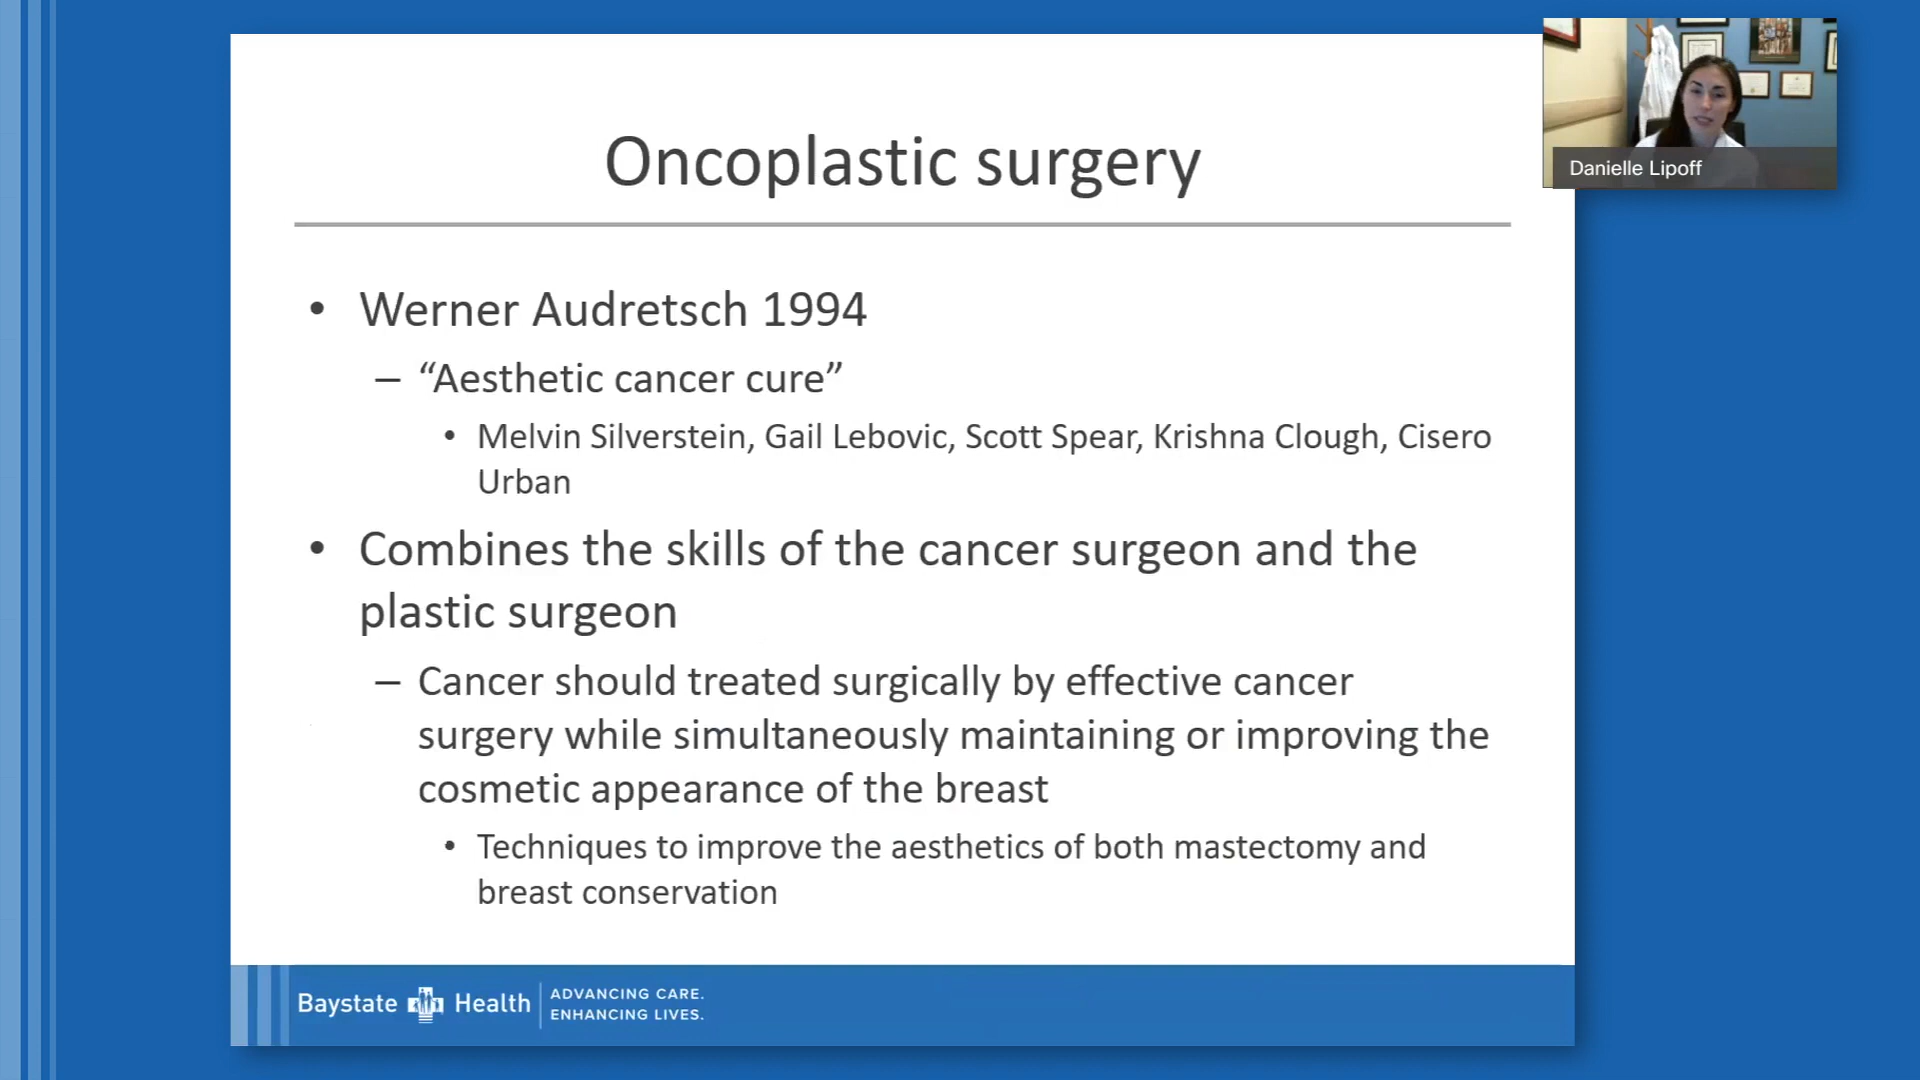 Oncoplastic surgery
Danielle Lipoff
• Werner Audretsch 1994
– “Aesthetic cancer cure”
• Melvin Silverstein, Gail Lebovic, Scott Spear, Krishna Clough, Cisero
Urban
• Combines the skills of the cancer surgeon and the
plastic surgeon
– Cancer should treated surgically by effective cancer
surgery while simultaneously maintaining or improving the
cosmetic appearance of the breast
• Techniques to improve the aesthetics of both mastectomy and
breast conservation
Baystate Health
ADVANCING CARE.
ENHANCING LIVES.